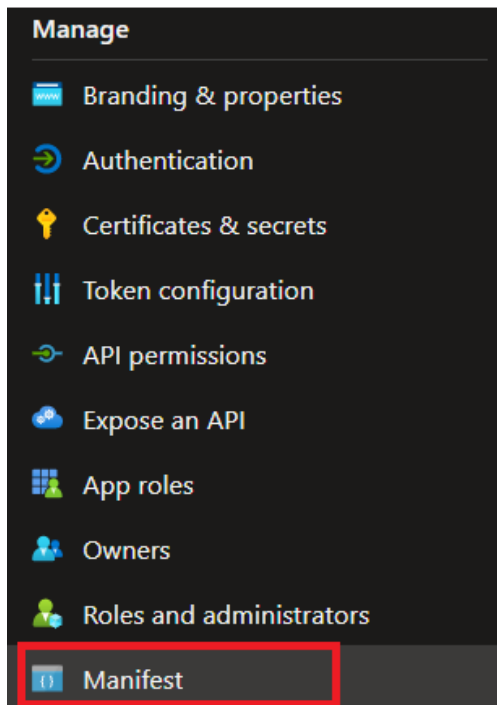 Manage
Branding & properties
Authentication
Certificates & secrets
Token configuration
API permissions
Expose an API
App roles
Owners
Roles and administrators
Manifest